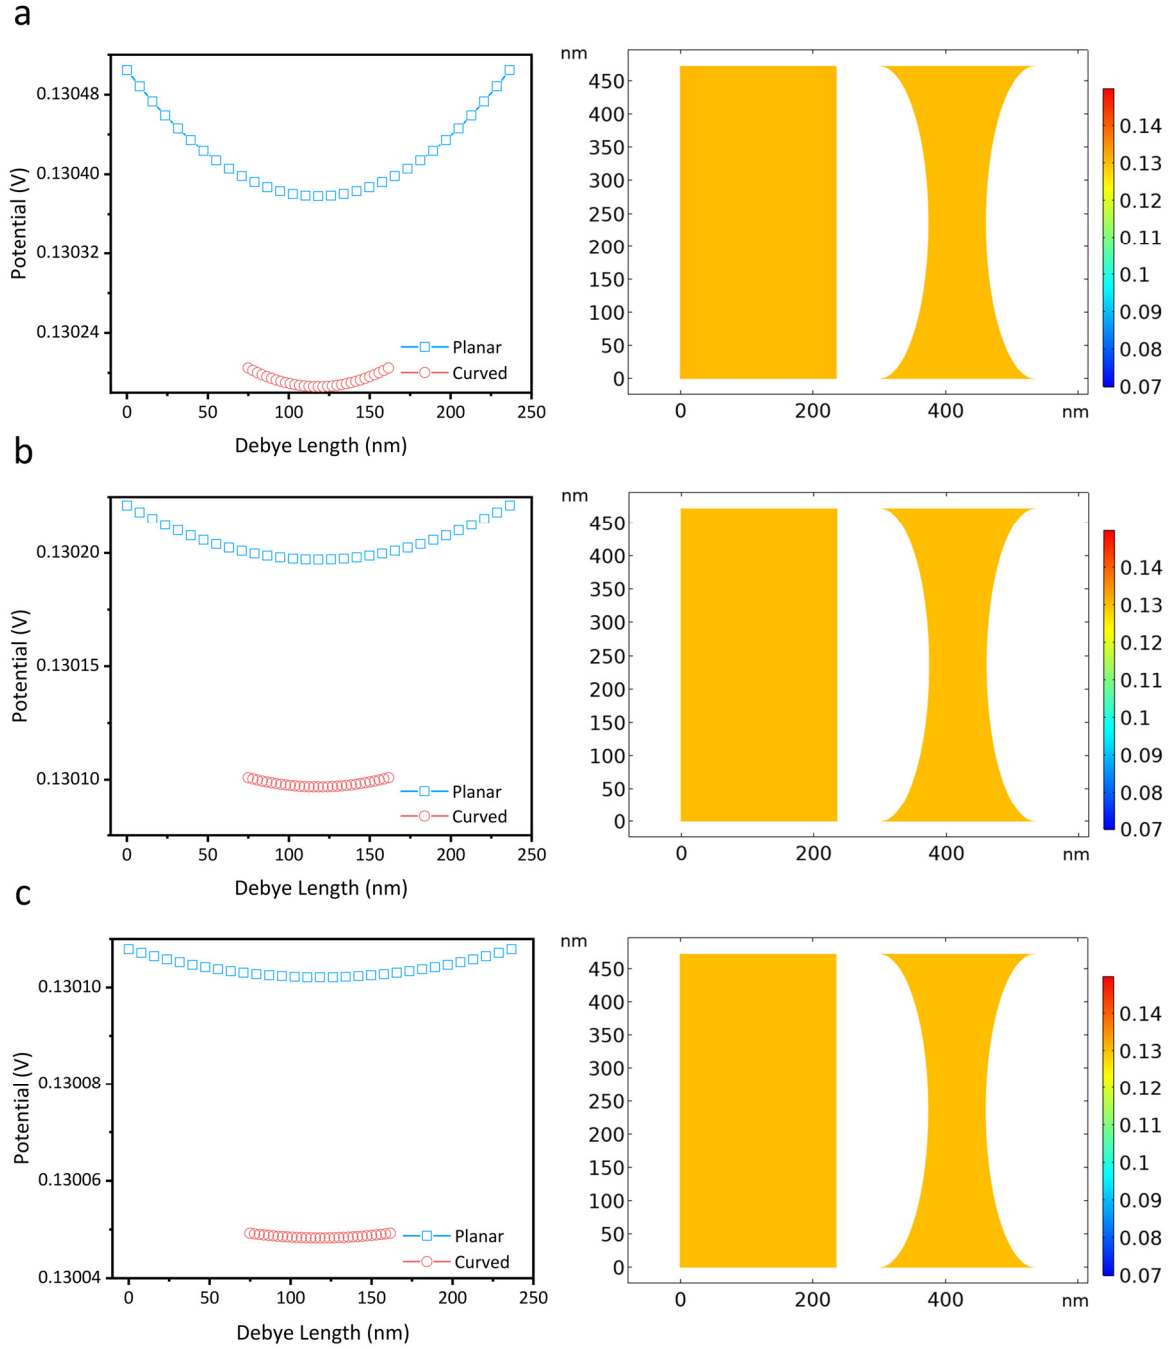 a
0.13048
0.13040
0.13032
0.13024
Potential (V)
Planar
Curved
0 50 100 150 200 250
Debye Length (nm)
nm
450
400
350
300
250
200
150
100
50
0
0 200 400 nm
0.14
0.13
0.12
0.11
0.1
0.09
0.08
0.07
b
0.13020
0.13015
0.13010
Potential (V)
Planar
Curved
0 50 100 150 200 250
Debye Length (nm)
nm
450
400
350
300
250
200
150
100
50
0
0 200 400 nm
0.14
0.13
0.12
0.11
0.1
0.09
0.08
0.07
c
0.13010
0.13008
0.13006
0.13004
Potential (V)
Planar
Curved
0 50 100 150 200 250
Debye Length (nm)
nm
450
400
350
300
250
200
150
100
50
0
0 200 400 nm
0.14
0.13
0.12
0.11
0.1
0.09
0.08
0.07